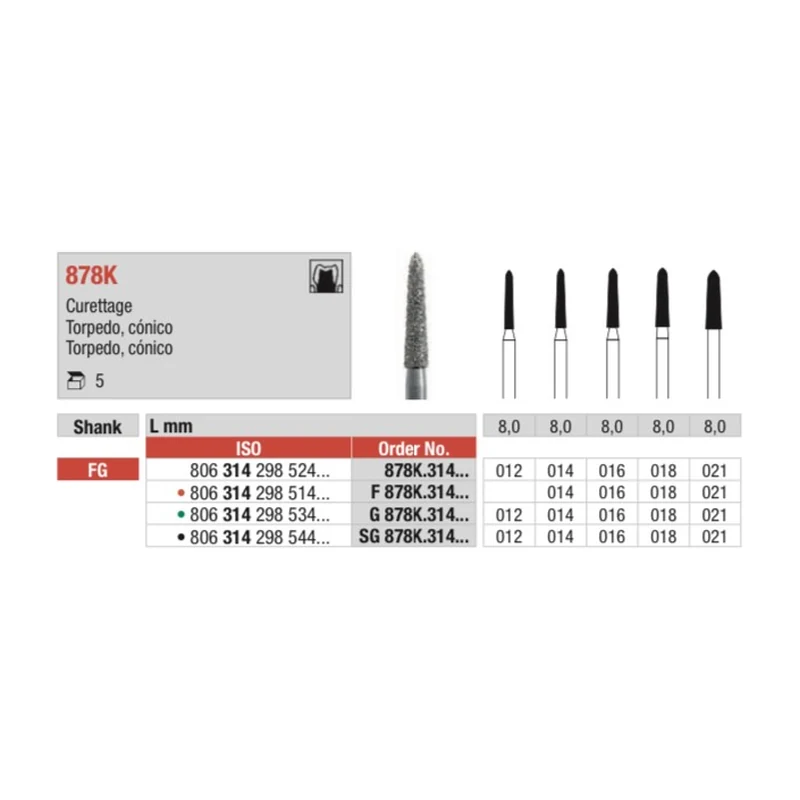 878K
Curettage
Torpedo, cónico
Torpedo, cónico
5
Shank L mm 8,0 8,0 8,0 8,0 8,0
ISO Order No.
FG 806 314 298 524... 878K.314... 012 014 016 018 021
• 806 314 298 514... F 878K.314... 014 016 018 021
• 806 314 298 534... G 878K.314... 012 014 016 018 021
• 806 314 298 544... SG 878K.314... 012 014 016 018 021